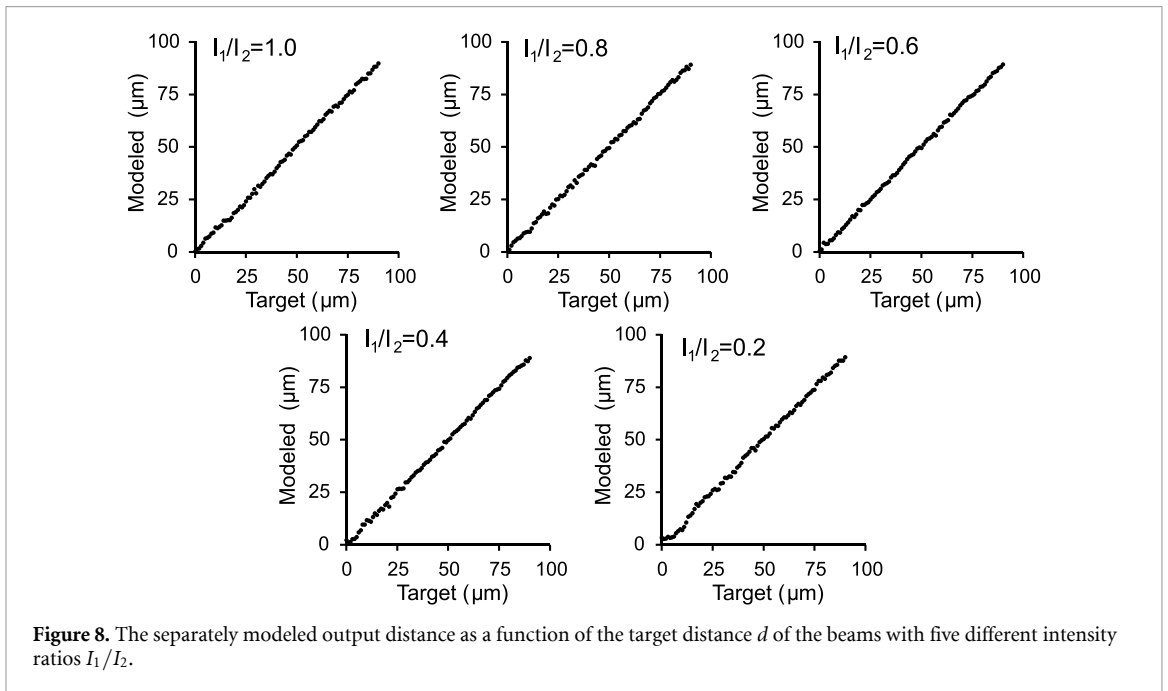 I₁/I₂=1.0
100
75
50
25
0
Modeled (μm)
0 25 50 75 100
Target (μm)
I₁/I₂=0.8
100
75
50
25
0
Modeled (μm)
0 25 50 75 100
Target (μm)
I₁/I₂=0.6
100
75
50
25
0
Modeled (μm)
0 25 50 75 100
Target (μm)
I₁/I₂=0.4
100
75
50
25
0
Modeled (μm)
0 25 50 75 100
Target (μm)
I₁/I₂=0.2
100
75
50
25
0
Modeled (μm)
0 25 50 75 100
Target (μm)
Figure 8. The separately modeled output distance as a function of the target distance d of the beams with five different intensity
ratios I₁/I₂.